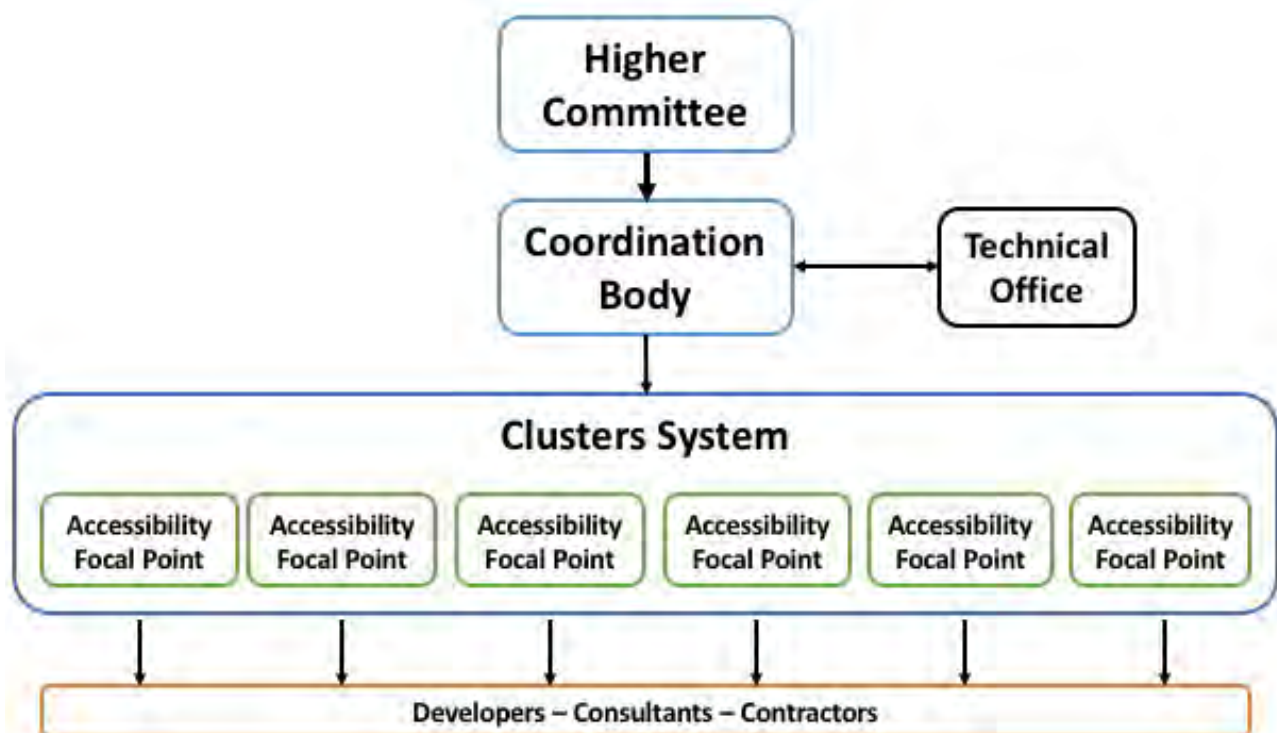 Higher
Committee
Coordination
Body
Technical
Office
Clusters System
Accessibility
Focal Point
Accessibility
Focal Point
Accessibility
Focal Point
Accessibility
Focal Point
Accessibility
Focal Point
Accessibility
Focal Point
Developers – Consultants – Contractors